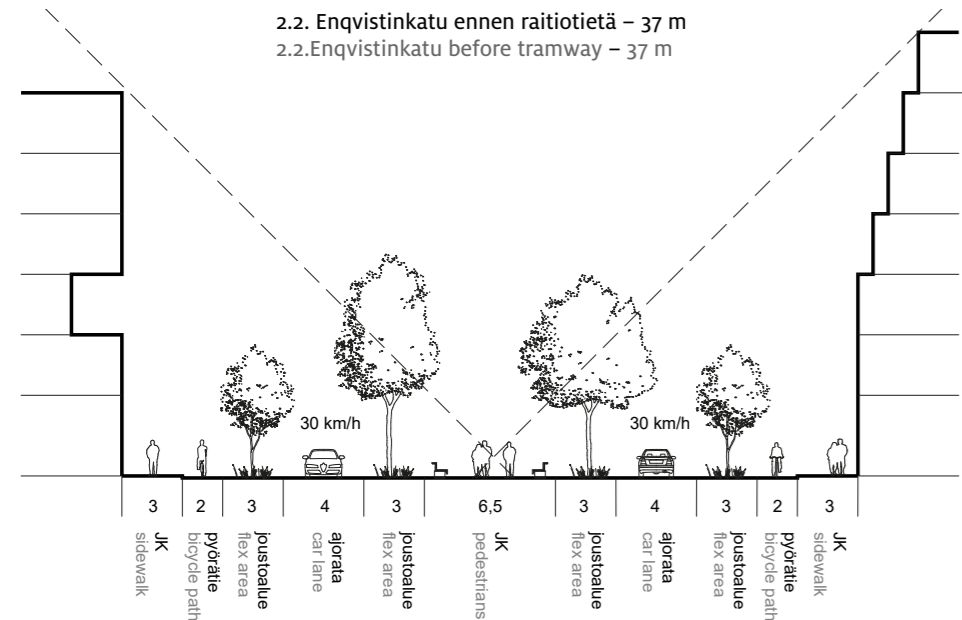 2.2. Enqvistinkatu ennen raitiotietä – 37 m
2.2.Enqvistinkatu before tramway – 37 m
30 km/h
30 km/h
3
2
3
4
3
6,5
3
4
3
2
3
JK
sidewalk
pyörätie
bicycle path
joustoalue
flex area
ajorata
car lane
joustoalue
flex area
JK
pedestrians
joustoalue
flex area
ajorata
car lane
joustoalue
flex area
pyörätie
bicycle path
JK
sidewalk